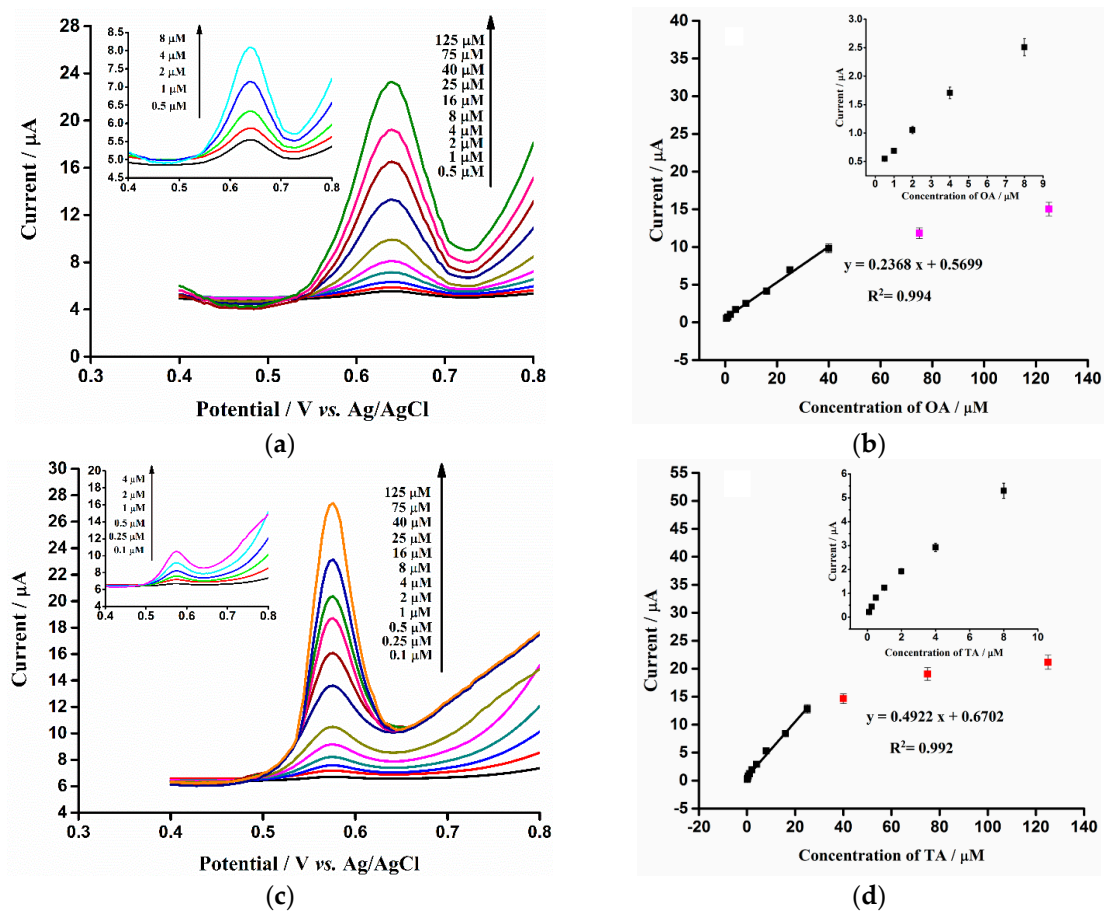 28
24
20
16
12
8
4
0
0.3
0.4
0.5
0.6
0.7
0.8
Current / µA
Potential / V vs. Ag/AgCl
125 µM
75 µM
40 µM
25 µM
16 µM
8 µM
4 µM
2 µM
1 µM
0.5 µM
8.5
8.0
7.5
7.0
6.5
6.0
5.5
5.0
4.5
0.4
0.5
0.6
0.7
0.8
8 µM
4 µM
2 µM
1 µM
0.5 µM
(a)
40
35
30
25
20
15
10
5
0
-5
0
20
40
60
80
100
120
140
Current / µA
Concentration of OA / µM
y = 0.2368 x + 0.5699
R²= 0.994
3.0
2.5
2.0
1.5
1.0
0.5
0 1 2 3 4 5 6 7 8 9
Current / µA
Concentration of OA / µM
(b)
30
28
26
24
22
20
18
16
14
12
10
8
6
4
0.3
0.4
0.5
0.6
0.7
0.8
Current / µA
Potential / V vs. Ag/AgCl
125 µM
75 µM
40 µM
25 µM
16 µM
8 µM
4 µM
2 µM
1 µM
0.5 µM
0.25 µM
0.1 µM
20
18
16
14
12
10
8
6
4
0.4
0.5
0.6
0.7
0.8
4 µM
2 µM
1 µM
0.5 µM
0.25 µM
0.1 µM
(c)
55
50
45
40
35
30
25
20
15
10
5
0
-5
-20
0
20
40
60
80
100
120
140
Current / µA
Concentration of TA / µM
y = 0.4922 x + 0.6702
R²= 0.992
6
5
4
3
2
1
0
0 2 4 6 8 10
Current / µA
Concentration of TA / µM
(d)